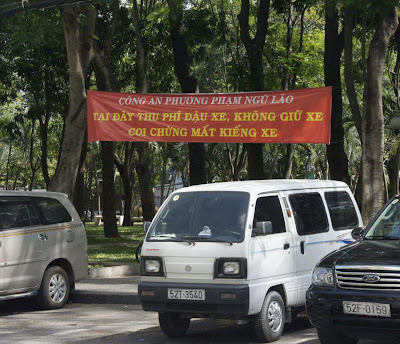 CÔNG AN PHƯỜNG PHẠM NGŨ LÃO
TẠI ĐÂY THU PHÍ ĐẬU XE, KHÔNG GIỮ XE
COI CHỪNG MẤT KIẾNG XE
52T-3540
52F-0159